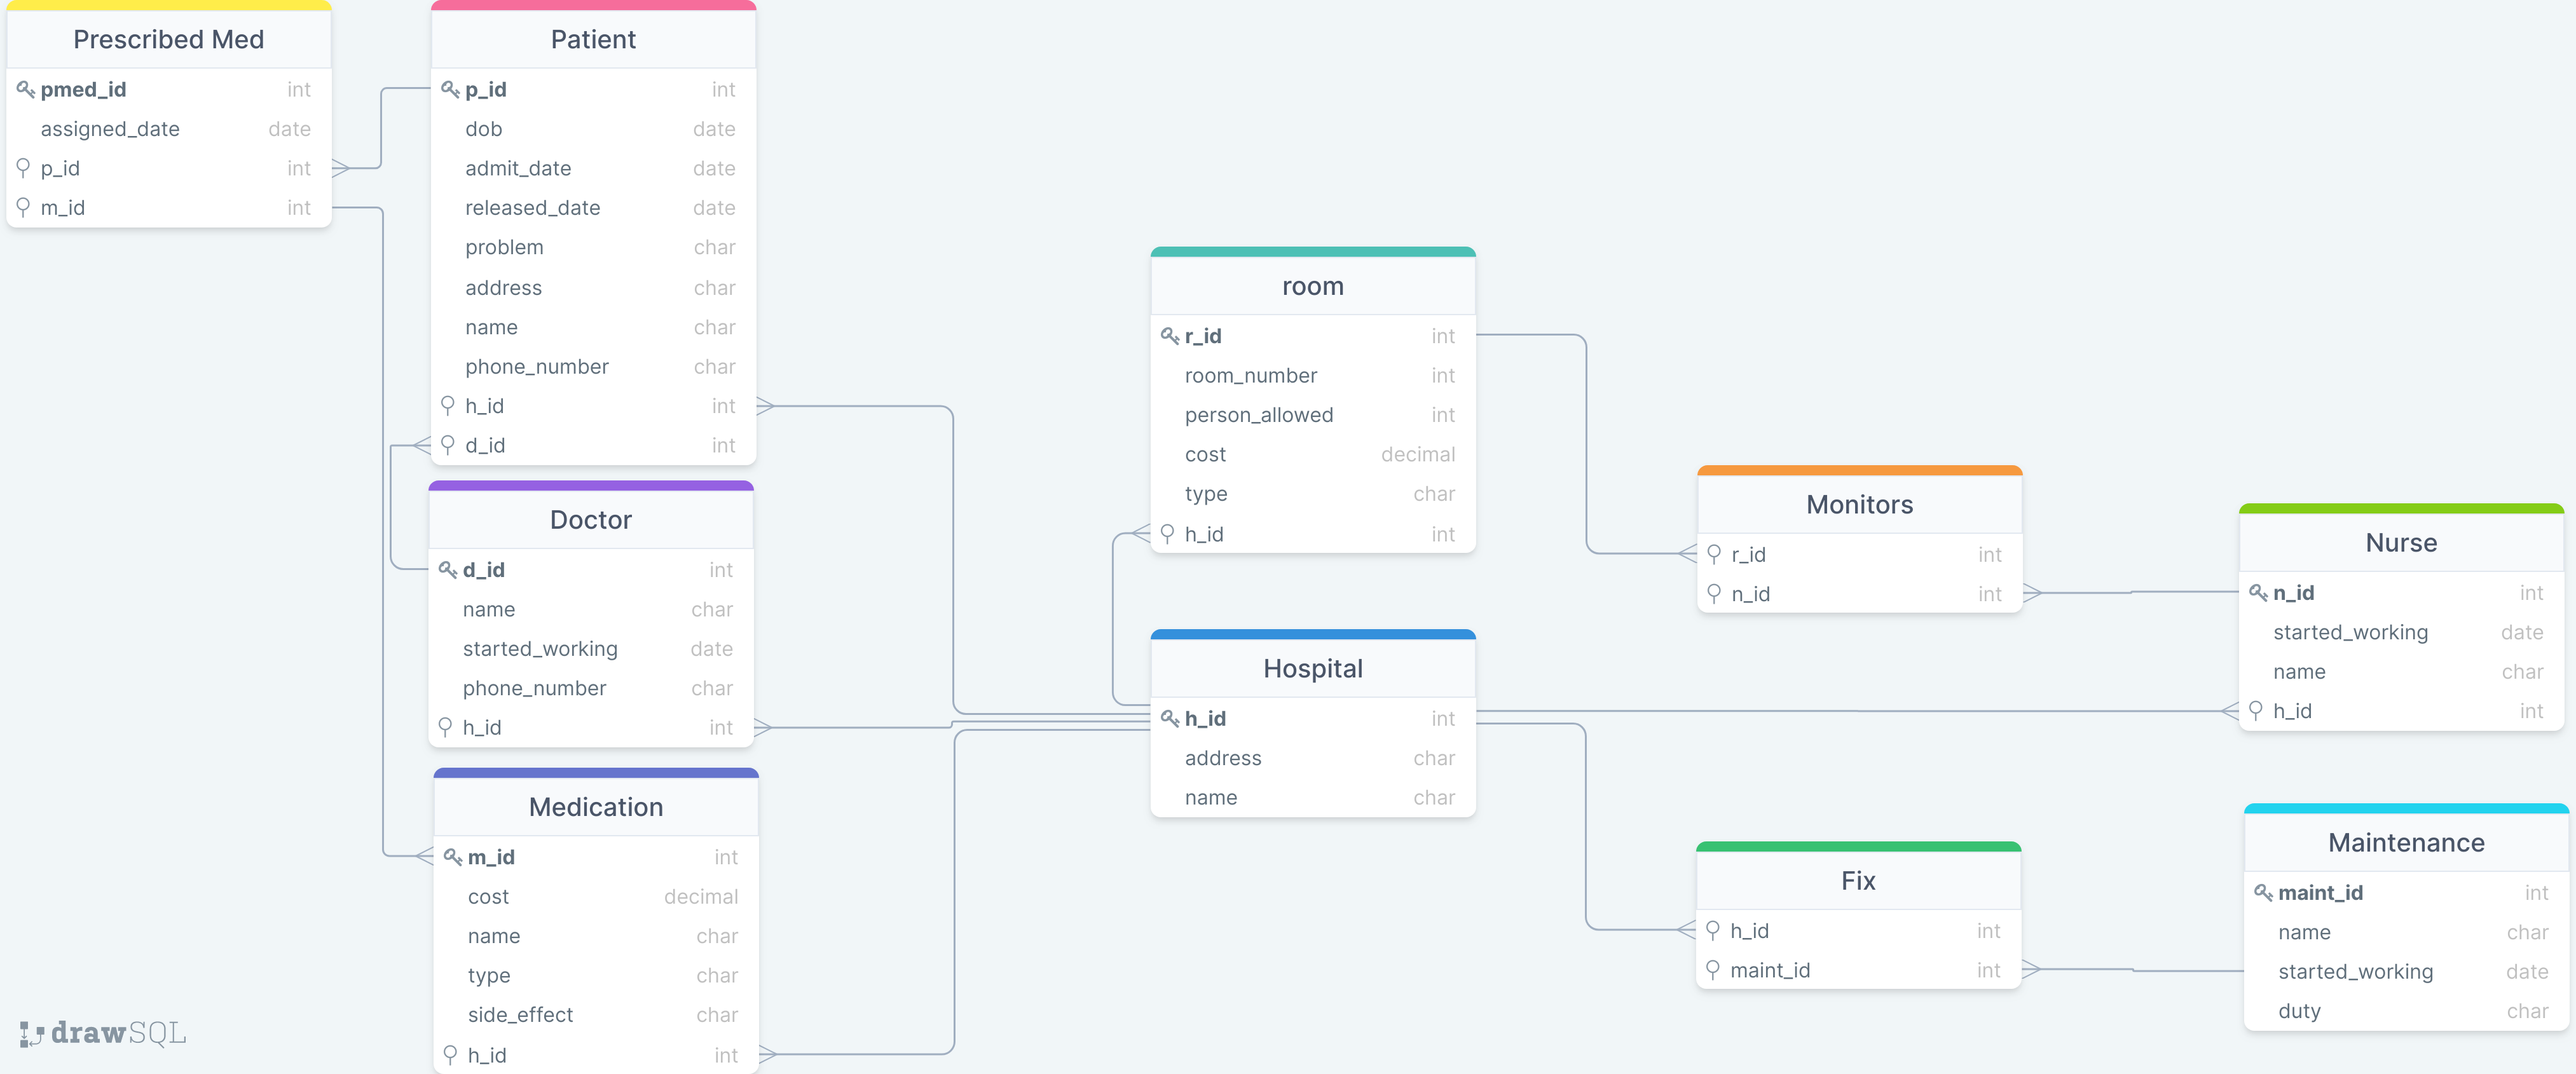 Prescribed Med
pmed_id int
assigned_date date
p_id int
m_id int
Patient
p_id int
dob date
admit_date date
released_date date
problem char
address char
name char
phone_number char
h_id int
d_id int
Doctor
d_id int
name char
started_working date
phone_number char
h_id int
Medication
m_id int
cost decimal
name char
type char
side_effect char
h_id int
room
r_id int
room_number int
person_allowed int
cost decimal
type char
h_id int
Hospital
h_id int
address char
name char
Monitors
r_id int
n_id int
Nurse
n_id int
started_working date
name char
h_id int
Fix
h_id int
maint_id int
Maintenance
maint_id int
name char
started_working date
duty char
drawSQL